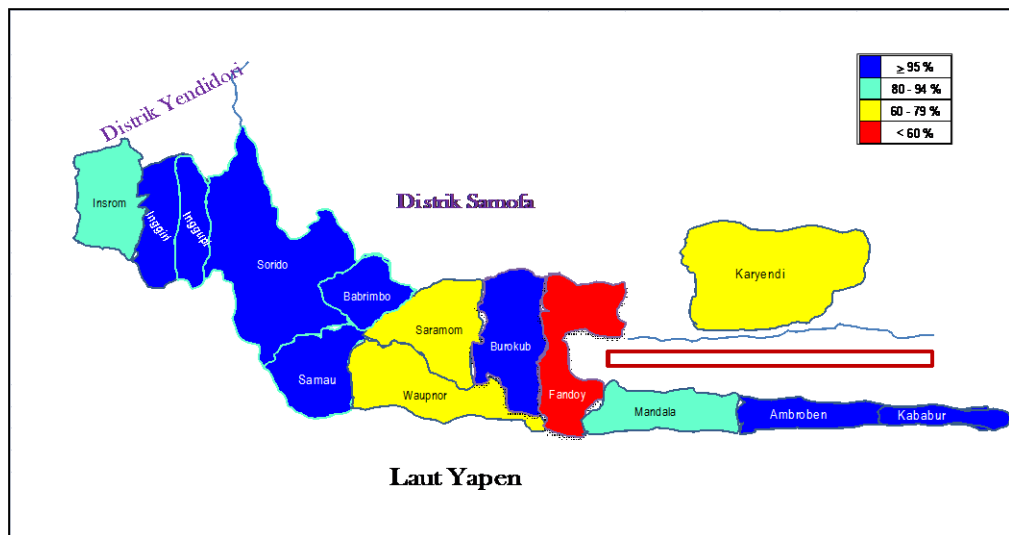 Distrik Yendidori
≥ 95 %
80 - 94 %
60 - 79 %
< 60 %
Insrom
Inggiri
Inggupi
Distrik Samofa
Sorido
Karyendi
Babrimbo
Saramom
Burokub
Samau
Waupnor
Fandoy
Mandala
Ambroben
Kababur
Laut Yapen